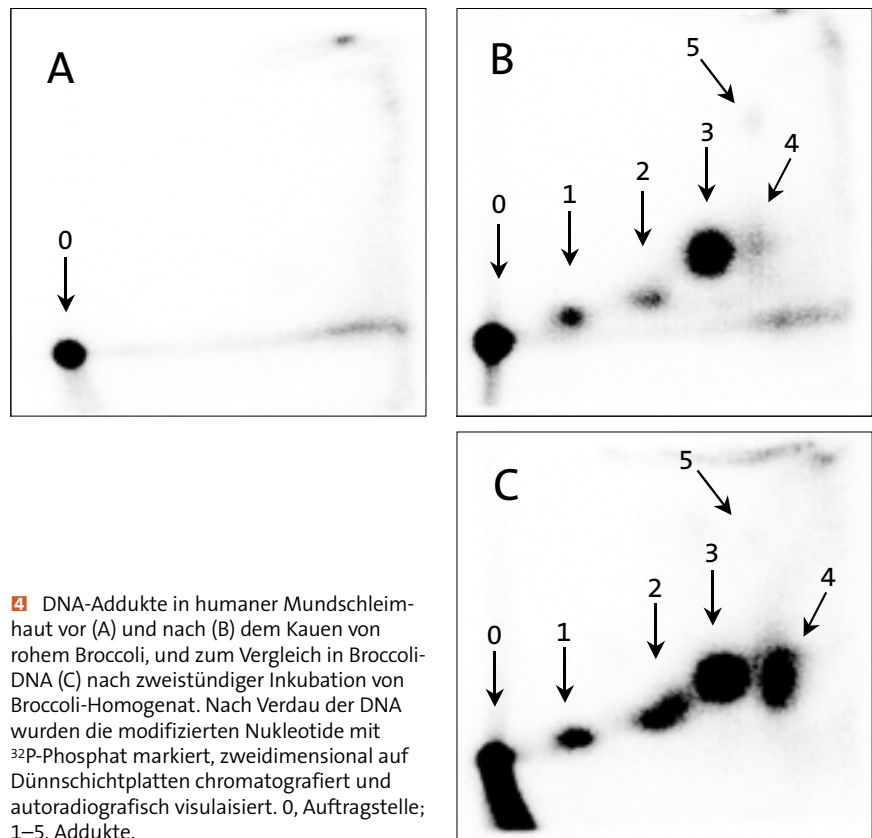 A
0
B
5
4
3
2
1
0
C
5
3
4
2
1
0
4 DNA-Addukte in humaner Mundschleim-
haut vor (A) und nach (B) dem Kauen von
rohem Broccoli, und zum Vergleich in Broccoli-
DNA (C) nach zweistündiger Inkubation von
Broccoli-Homogenat. Nach Verdau der DNA
wurden die modifizierten Nukleotide mit
³²P-Phosphat markiert, zweidimensional auf
Dünnschichtplatten chromatografiert und
autoradiografisch visulaisiert. 0, Auftragstelle;
1–5, Addukte.